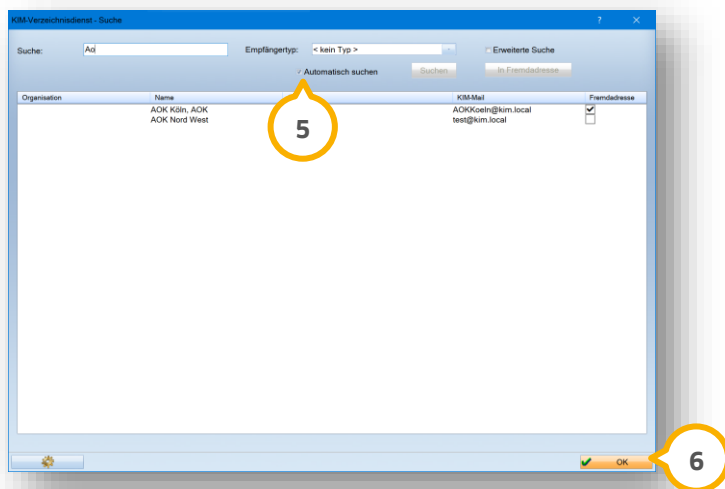 KIM-Verzeichnisdienst - Suche ? ×
Suche: Ao Empfängertyp: < kein Typ > Erweiterte Suche
Automatisch suchen Suchen In Fremdadresse
Organisation Name KIM-Mail Fremdadresse
AOK Köln, AOK AOKKoeln@kim.local
AOK Nord West test@kim.local
5
OK
6